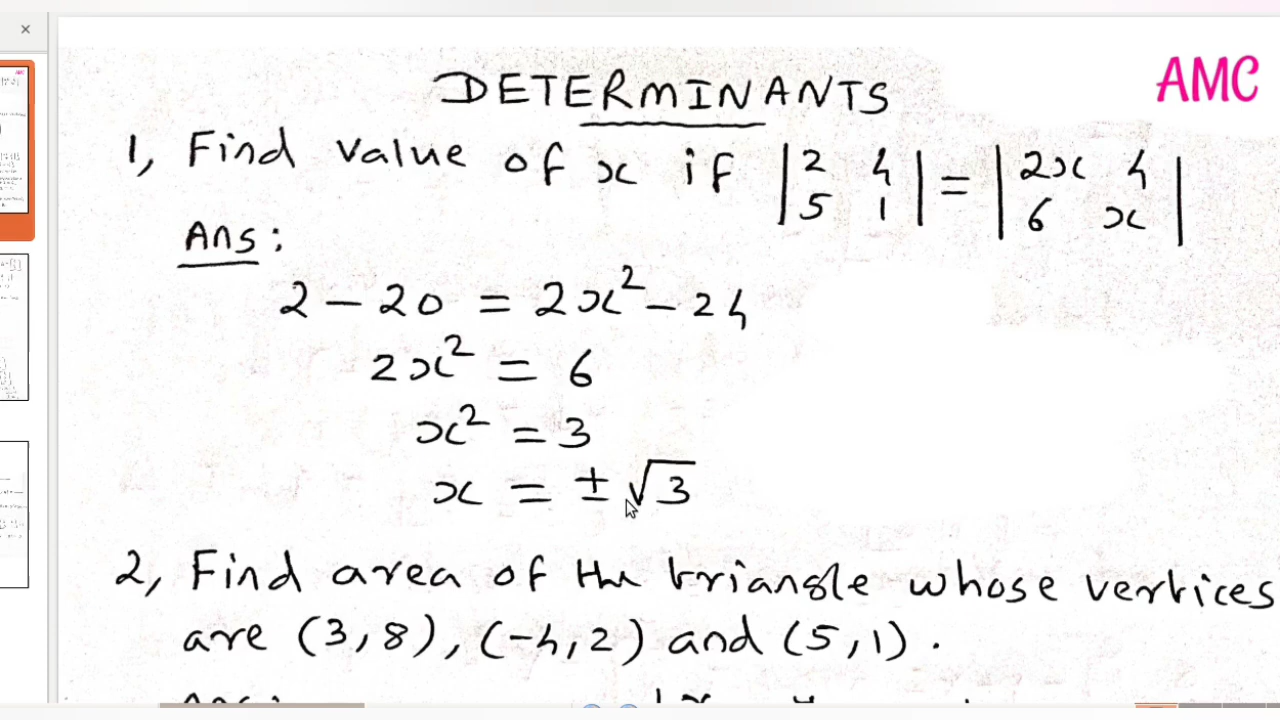 DETERMINANTS
AMC
1, Find value of x if |2 4| = |2x 4|
|5 1| |6 x|
Ans:
2 - 20 = 2x² - 24
2x² = 6
x² = 3
x = ±√3
2, Find area of the triangle whose vertices
are (3,8), (-4,2) and (5,1).